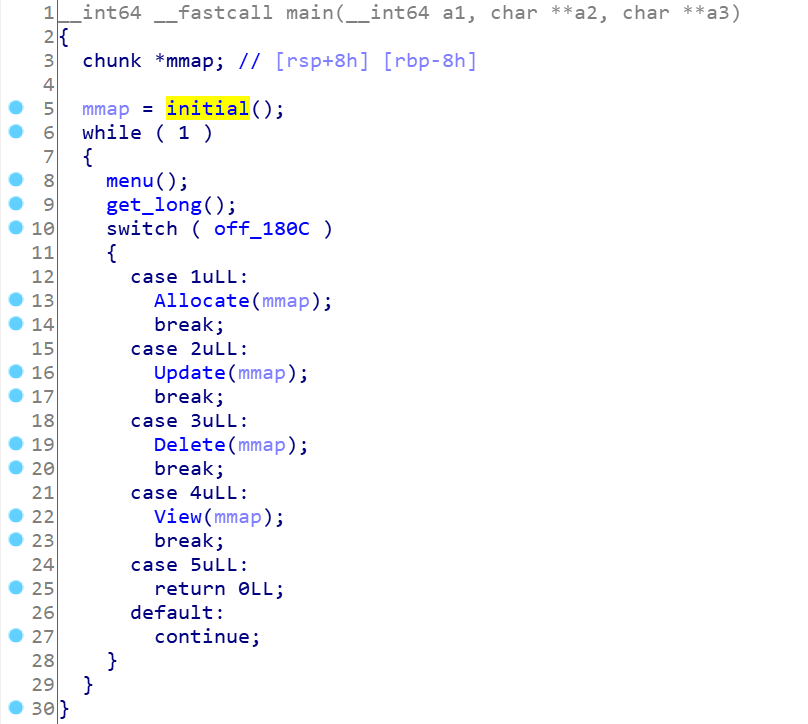 1 __int64 __fastcall main(__int64 a1, char **a2, char **a3)
2 {
3   chunk *mmap; // [rsp+8h] [rbp-8h]
4
5   mmap = initial();
6   while ( 1 )
7   {
8     menu();
9     get_long();
10     switch ( off_180C )
11     {
12       case 1uLL:
13         Allocate(mmap);
14         break;
15       case 2uLL:
16         Update(mmap);
17         break;
18       case 3uLL:
19         Delete(mmap);
20         break;
21       case 4uLL:
22         View(mmap);
23         break;
24       case 5uLL:
25         return 0LL;
26       default:
27         continue;
28     }
29   }
30 }